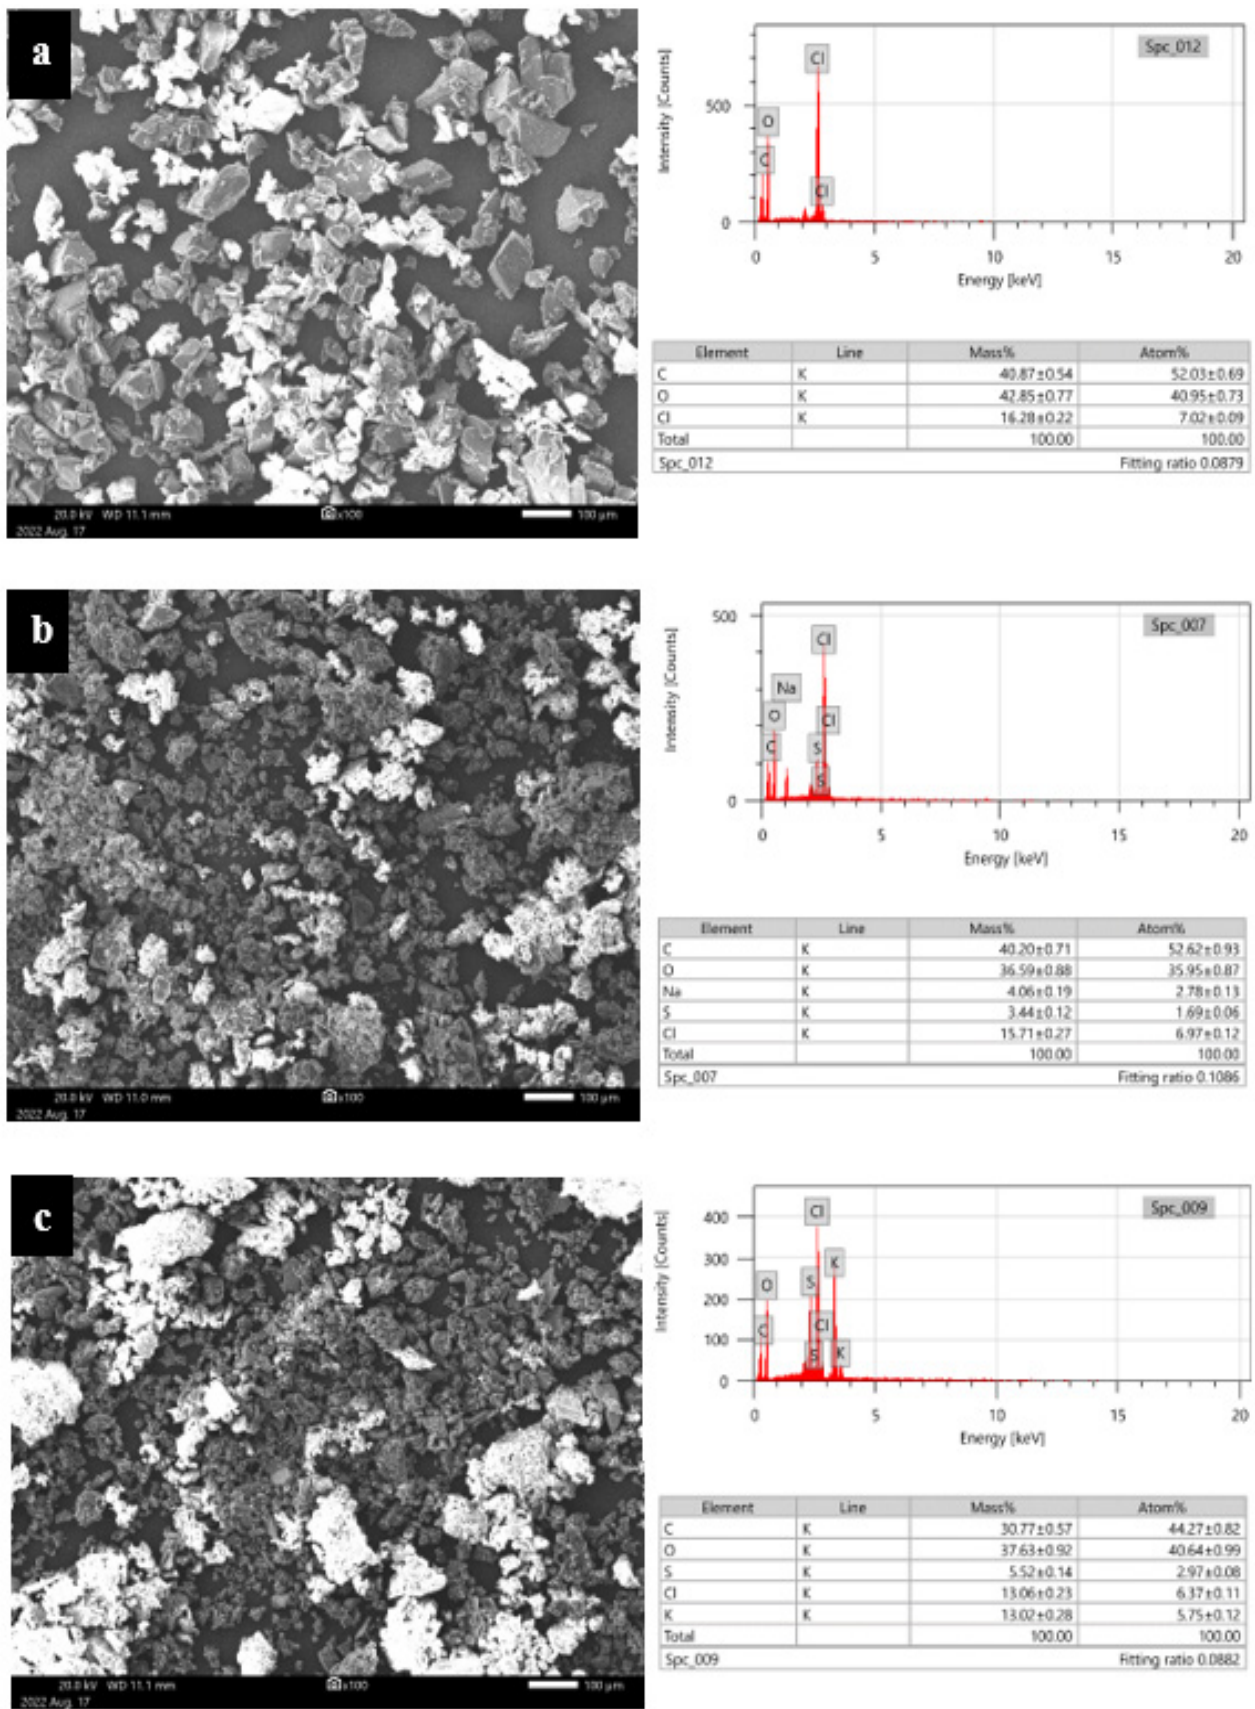 a
20.0 kV WD 11.1 mm x100 100 µm
2022 Aug. 17
Spc_012
Intensity [Counts]
500
0
Cl
O
C
Cl
0 5 10 15 20
Energy [keV]
Element Line Mass% Atom%
C K 40.87±0.54 52.03±0.69
O K 42.85±0.77 40.95±0.73
Cl K 16.28±0.22 7.02±0.09
Total 100.00 100.00
Spc_012 Fitting ratio 0.0879
b
20.0 kV WD 11.0 mm x100 100 µm
2022 Aug. 17
Spc_007
Intensity [Counts]
500
0
Cl
Na
O
Cl
C
S
S
0 5 10 15 20
Energy [keV]
Element Line Mass% Atom%
C K 40.20±0.71 52.62±0.93
O K 36.59±0.88 35.95±0.87
Na K 4.06±0.19 2.78±0.13
S K 3.44±0.12 1.69±0.06
Cl K 15.71±0.27 6.97±0.12
Total 100.00 100.00
Spc_007 Fitting ratio 0.1086
c
20.0 kV WD 11.1 mm x100 100 µm
2022 Aug. 17
Spc_009
Intensity [Counts]
400
300
200
100
0
Cl
K
S
O
Cl
C
S
K
0 5 10 15 20
Energy [keV]
Element Line Mass% Atom%
C K 30.77±0.57 44.27±0.82
O K 37.63±0.92 40.64±0.99
S K 5.52±0.14 2.97±0.08
Cl K 13.06±0.23 6.37±0.11
K K 13.02±0.28 5.75±0.12
Total 100.00 100.00
Spc_009 Fitting ratio 0.0882